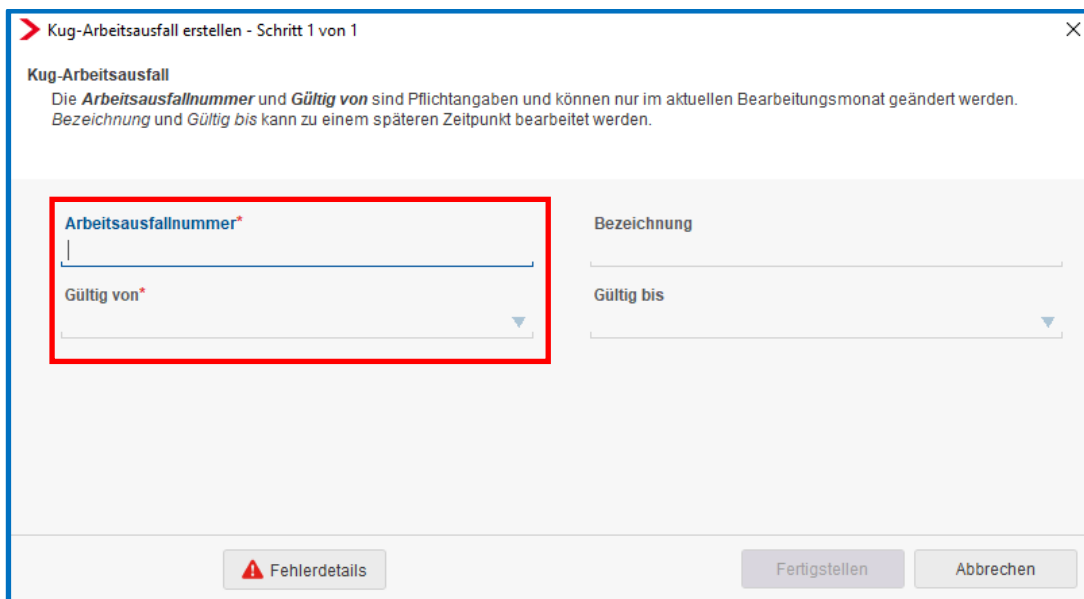 Kug-Arbeitsausfall erstellen - Schritt 1 von 1
Kug-Arbeitsausfall
Die Arbeitsausfallnummer und Gültig von sind Pflichtangaben und können nur im aktuellen Bearbeitungsmonat geändert werden.
Bezeichnung und Gültig bis kann zu einem späteren Zeitpunkt bearbeitet werden.
Arbeitsausfallnummer*
Bezeichnung
Gültig von*
Gültig bis
Fehlerdetails
Fertigstellen
Abbrechen